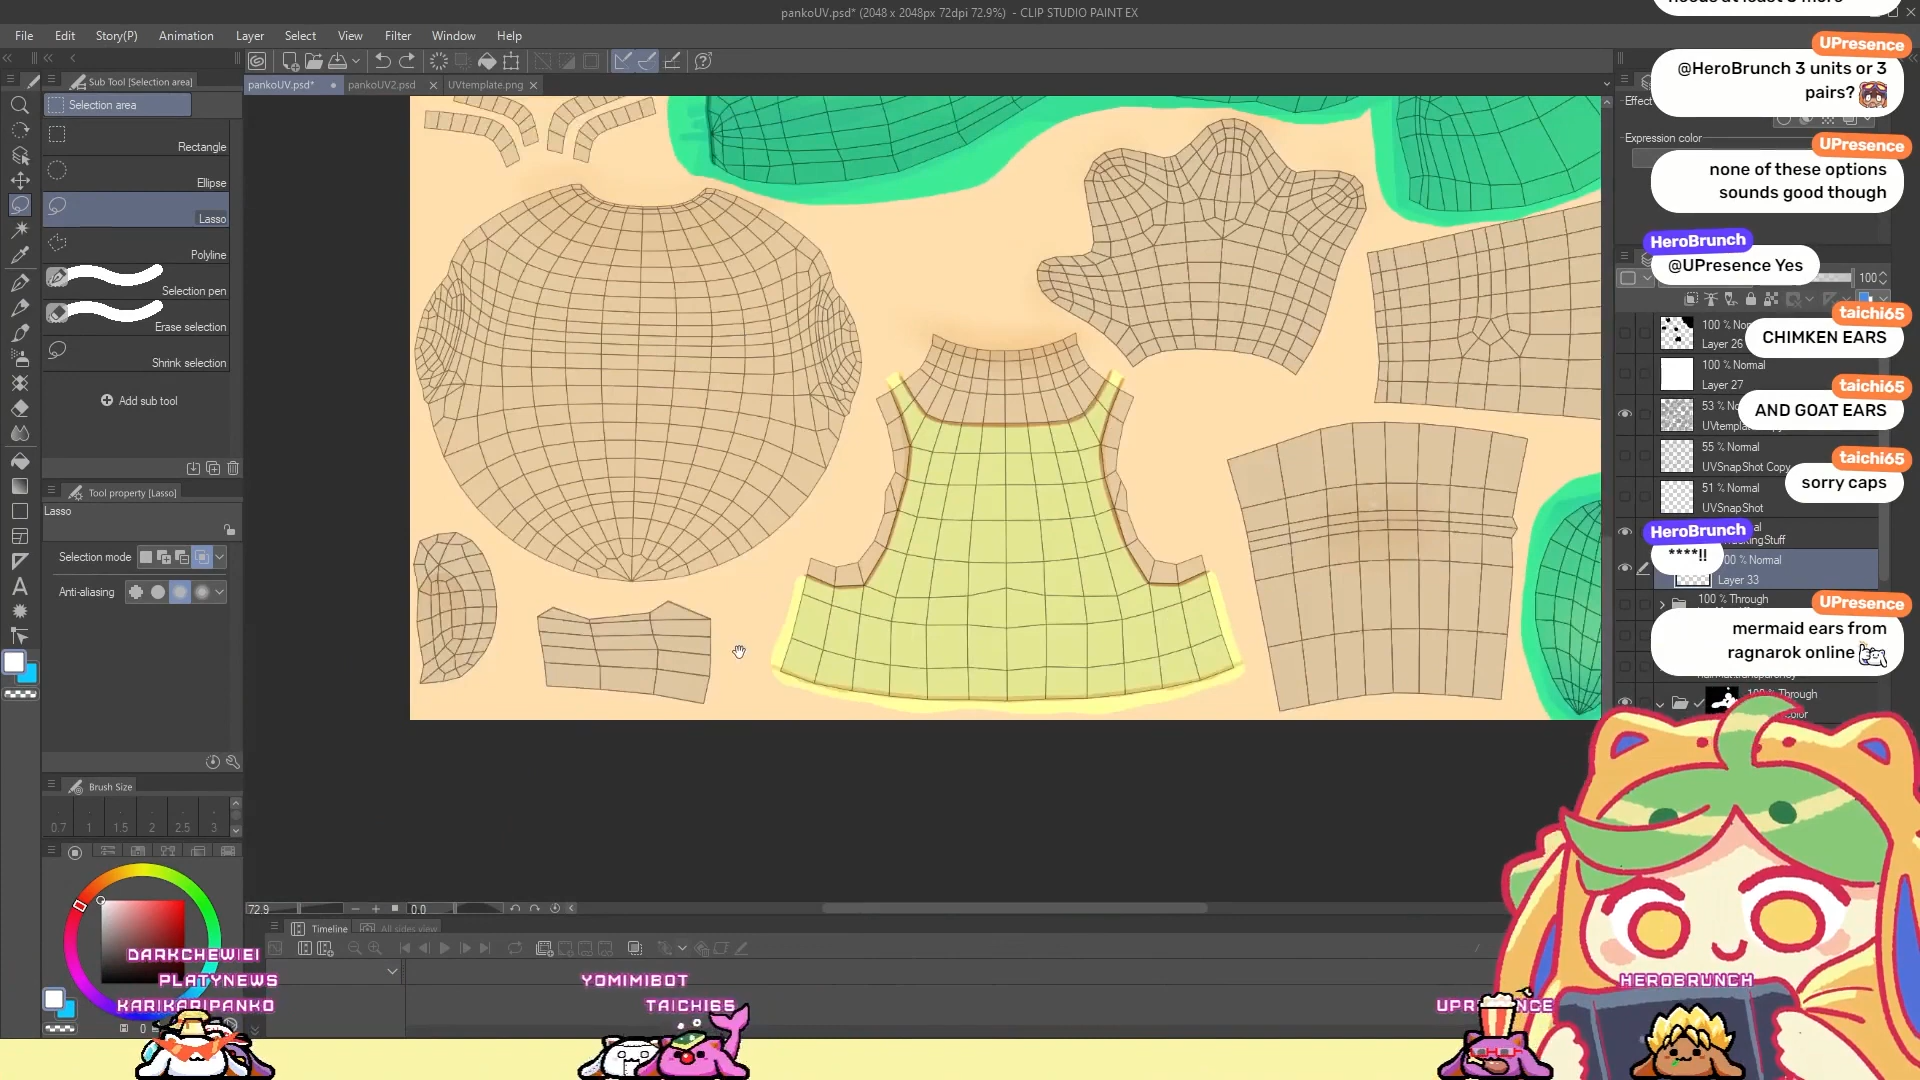 pankoUV.psd* (2048 x 2048px 72dpi 72.9%) - CLIP STUDIO PAINT EX
File Edit Story(P) Animation Layer Select View Filter Window Help
Sub Tool [Selection area]
pankoUV.psd*
pankoUV2.psd
UVtemplate.png
Selection area
Rectangle
Ellipse
Lasso
Polyline
Selection pen
Erase selection
Shrink selection
Add sub tool
Tool property [Lasso]
Lasso
Selection mode
Anti-aliasing
Brush Size
0.7 1 1.5 2 2.5 3
72.9
0.0
Timeline
All sides view
0
Effect
Expression color
100
Layer 26
100 % Normal
Layer 27
55 % Normal
UVSnapShot Copy
51 % Normal
UVSnapShot
Layer 33
100 % Through
100 % Through
UPresence
@HeroBrunch 3 units or 3
pairs?
UPresence
none of these options
sounds good though
HeroBrunch
@UPresence Yes
taichi65
CHIMKEN EARS
taichi65
AND GOAT EARS
taichi65
sorry caps
HeroBrunch
****!!
UPresence
mermaid ears from
ragnarok online
DARKCHEWIEI
PLATYNEWS
KARIKARIPANKO
YOMIMIBOT
TAICHI65
HEROBRUNCH